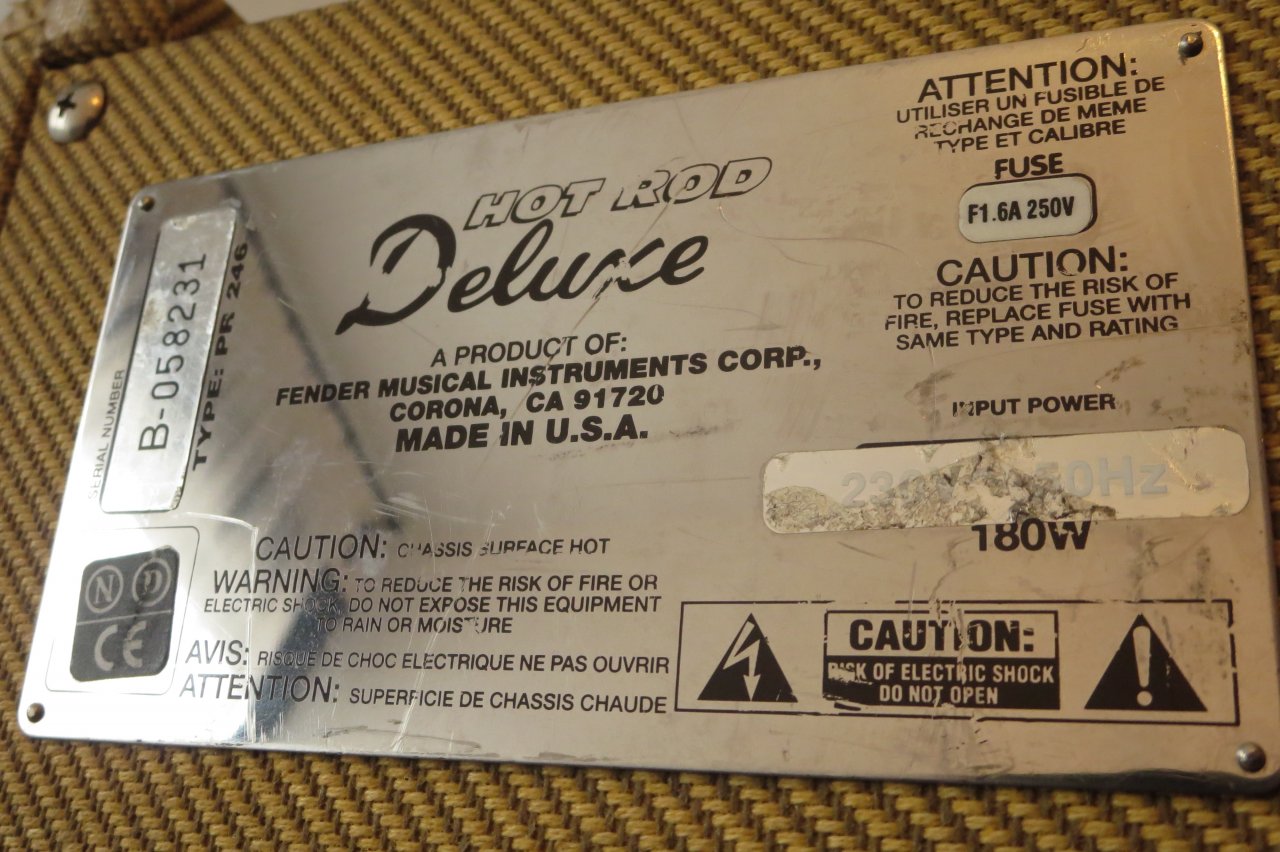 SERIAL NUMBER
B-058231
TYPE: PR 246
HOT ROD
Deluxe
A PRODUCT OF:
FENDER MUSICAL INSTRUMENTS CORP.,
CORONA, CA 91720
MADE IN U.S.A.
ATTENTION:
UTILISER UN FUSIBLE DE
RECHANGE DE MEME
TYPE ET CALIBRE
FUSE
F1.6A 250V
CAUTION:
TO REDUCE THE RISK OF
FIRE, REPLACE FUSE WITH
SAME TYPE AND RATING
INPUT POWER
50Hz
180W
N
CE
CAUTION: CHASSIS SURFACE HOT
WARNING: TO REDUCE THE RISK OF FIRE OR
ELECTRIC SHOCK, DO NOT EXPOSE THIS EQUIPMENT
TO RAIN OR MOISTURE
AVIS: RISQUE DE CHOC ELECTRIQUE NE PAS OUVRIR
ATTENTION: SUPERFICIE DE CHASSIS CHAUDE
CAUTION:
RISK OF ELECTRIC SHOCK
DO NOT OPEN